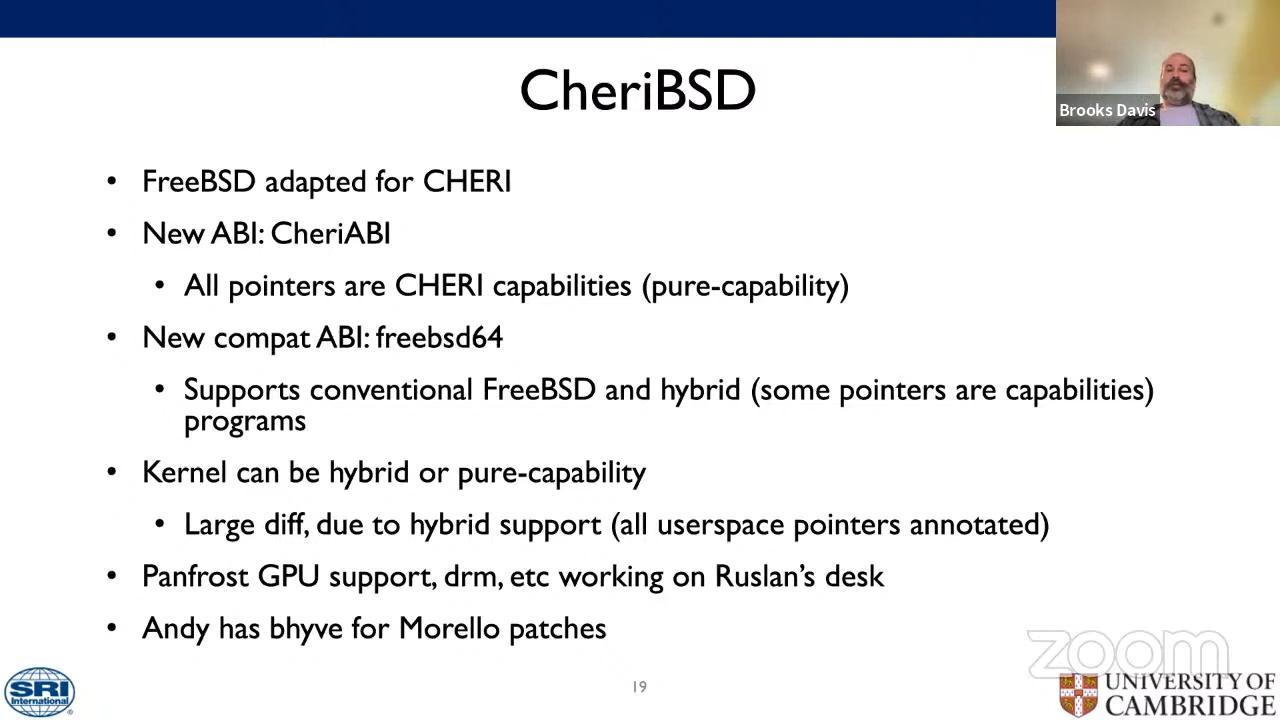 CheriBSD
Brooks Davis
• FreeBSD adapted for CHERI
• New ABI: CheriABI
• All pointers are CHERI capabilities (pure-capability)
• New compat ABI: freebsd64
• Supports conventional FreeBSD and hybrid (some pointers are capabilities)
programs
• Kernel can be hybrid or pure-capability
• Large diff, due to hybrid support (all userspace pointers annotated)
• Panfrost GPU support, drm, etc working on Ruslan's desk
• Andy has bhyve for Morello patches
zoom
SRI
International
19
UNIVERSITY OF
CAMBRIDGE